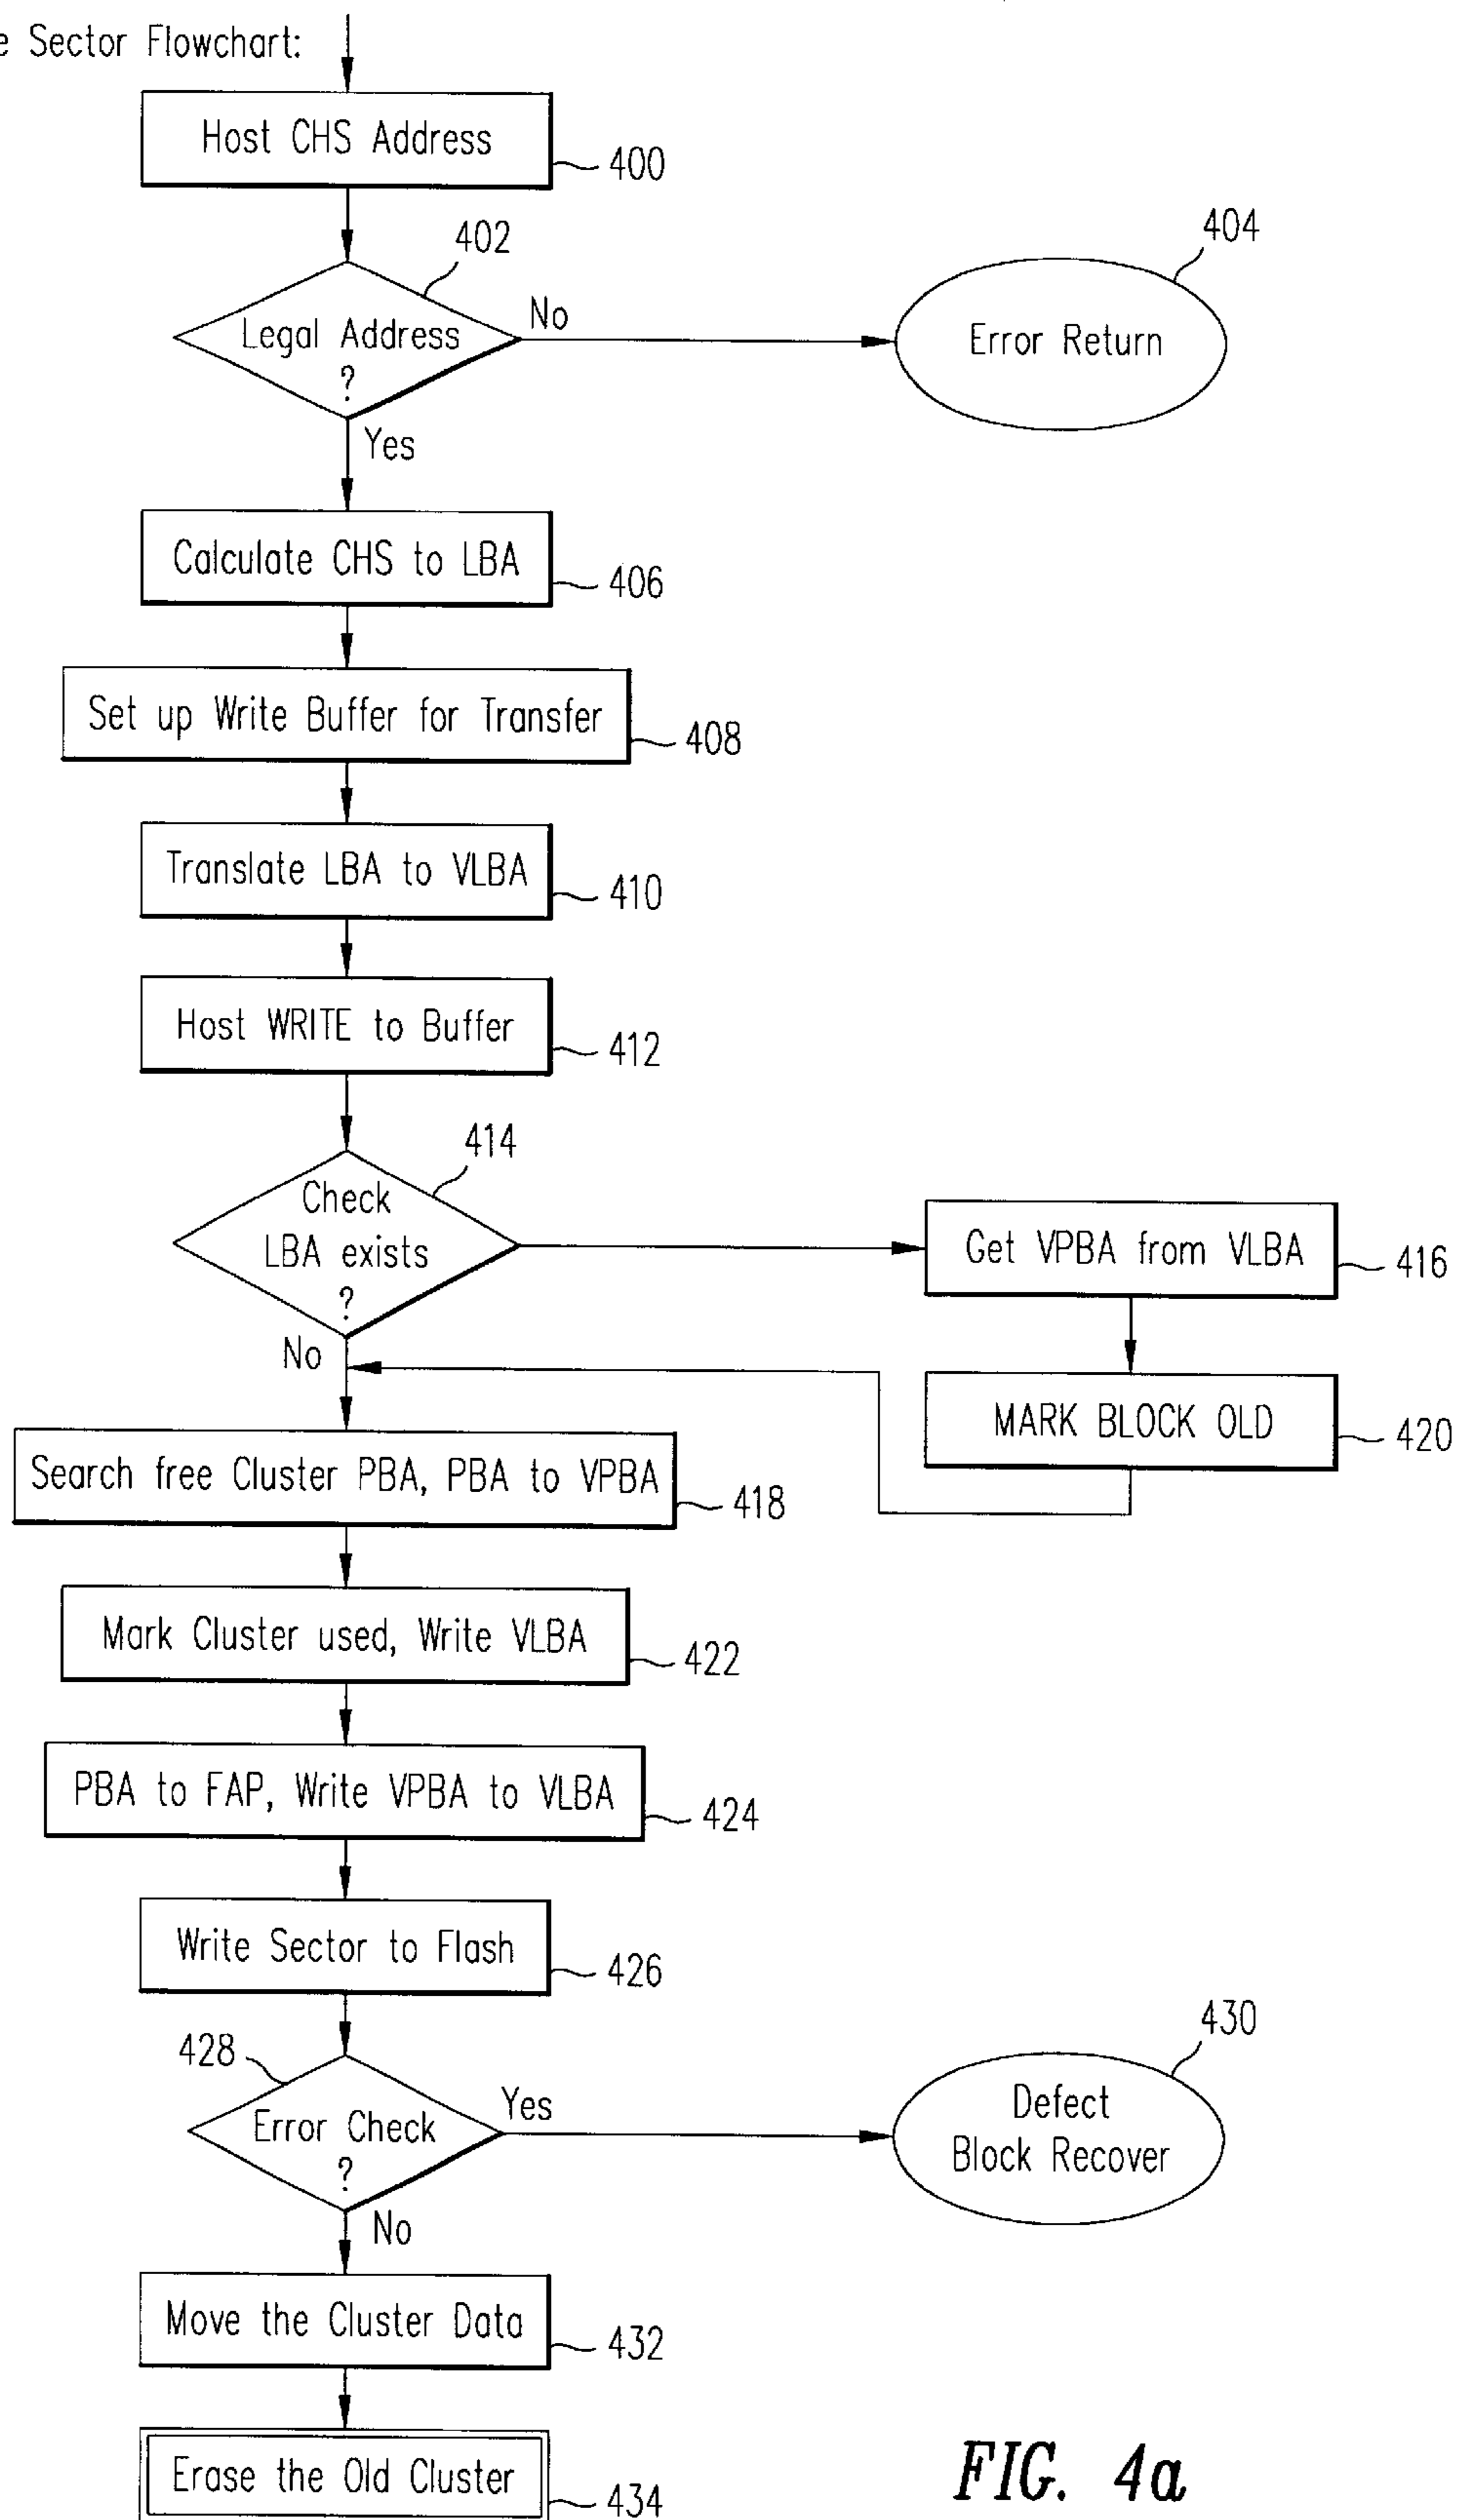 e Sector Flowchart:
Host CHS Address
400
402
404
Legal Address
?
No
Error Return
Yes
Calculate CHS to LBA
406
Set up Write Buffer for Transfer
408
Translate LBA to VLBA
410
Host WRITE to Buffer
412
414
Check
LBA exists
?
Get VPBA from VLBA
416
No
MARK BLOCK OLD
420
Search free Cluster PBA, PBA to VPBA
418
Mark Cluster used, Write VLBA
422
PBA to FAP, Write VPBA to VLBA
424
Write Sector to Flash
426
428
430
Error Check
?
Yes
Defect
Block Recover
No
Move the Cluster Data
432
Erase the Old Cluster
434
FIG. 4a